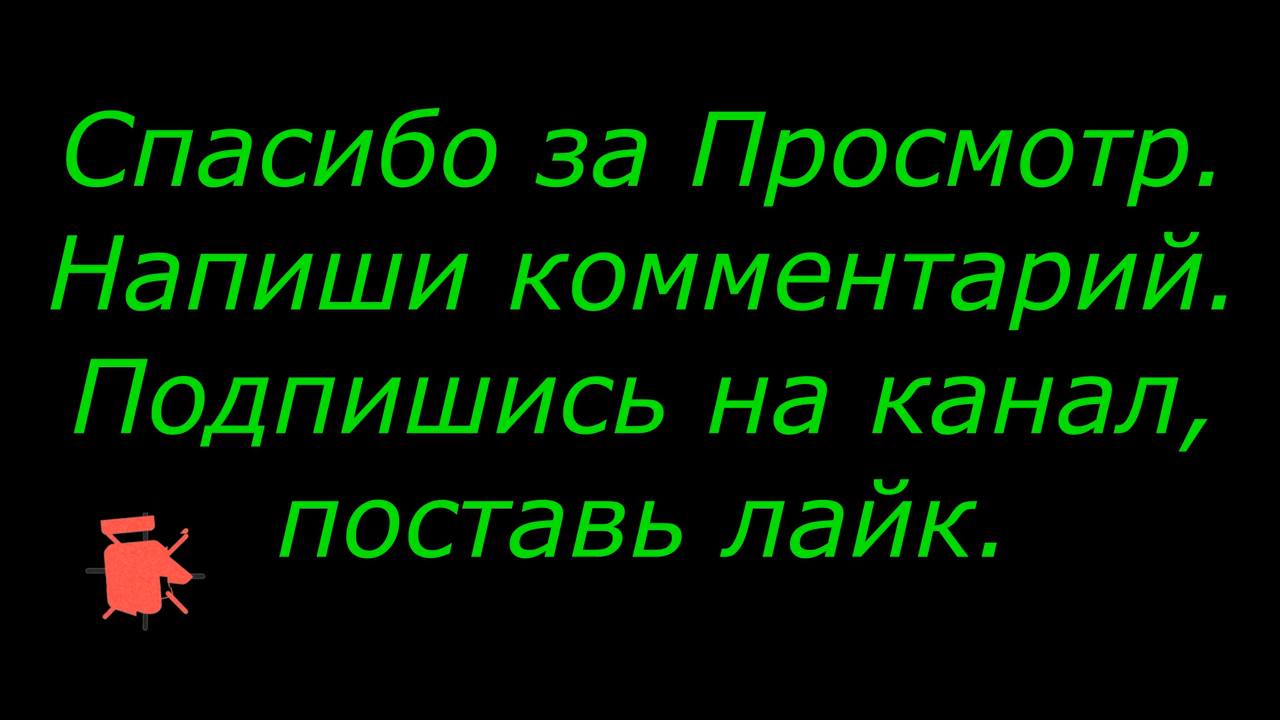 Спасибо за Просмотр.
Напиши комментарий.
Подпишись на канал,
поставь лайк.